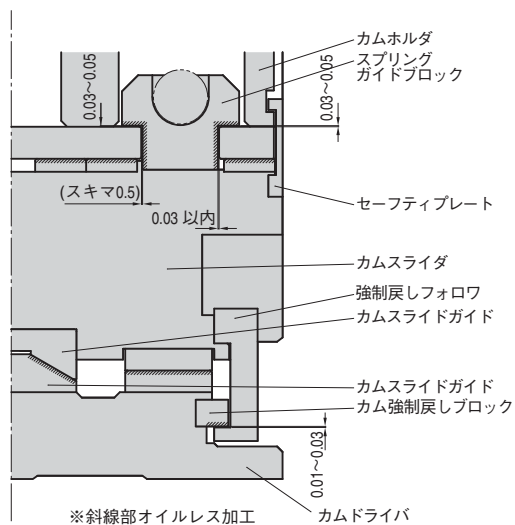 カムホルダ
スプリング
ガイドブロック
0.03~0.05
0.03~0.05
(スキマ0.5)
0.03 以内
セーフティプレート
カムスライダ
強制戻しフォロワ
カムスライドガイド
カムスライドガイド
カム強制戻しブロック
0.01~0.03
※斜線部オイルレス加工
カムドライバ